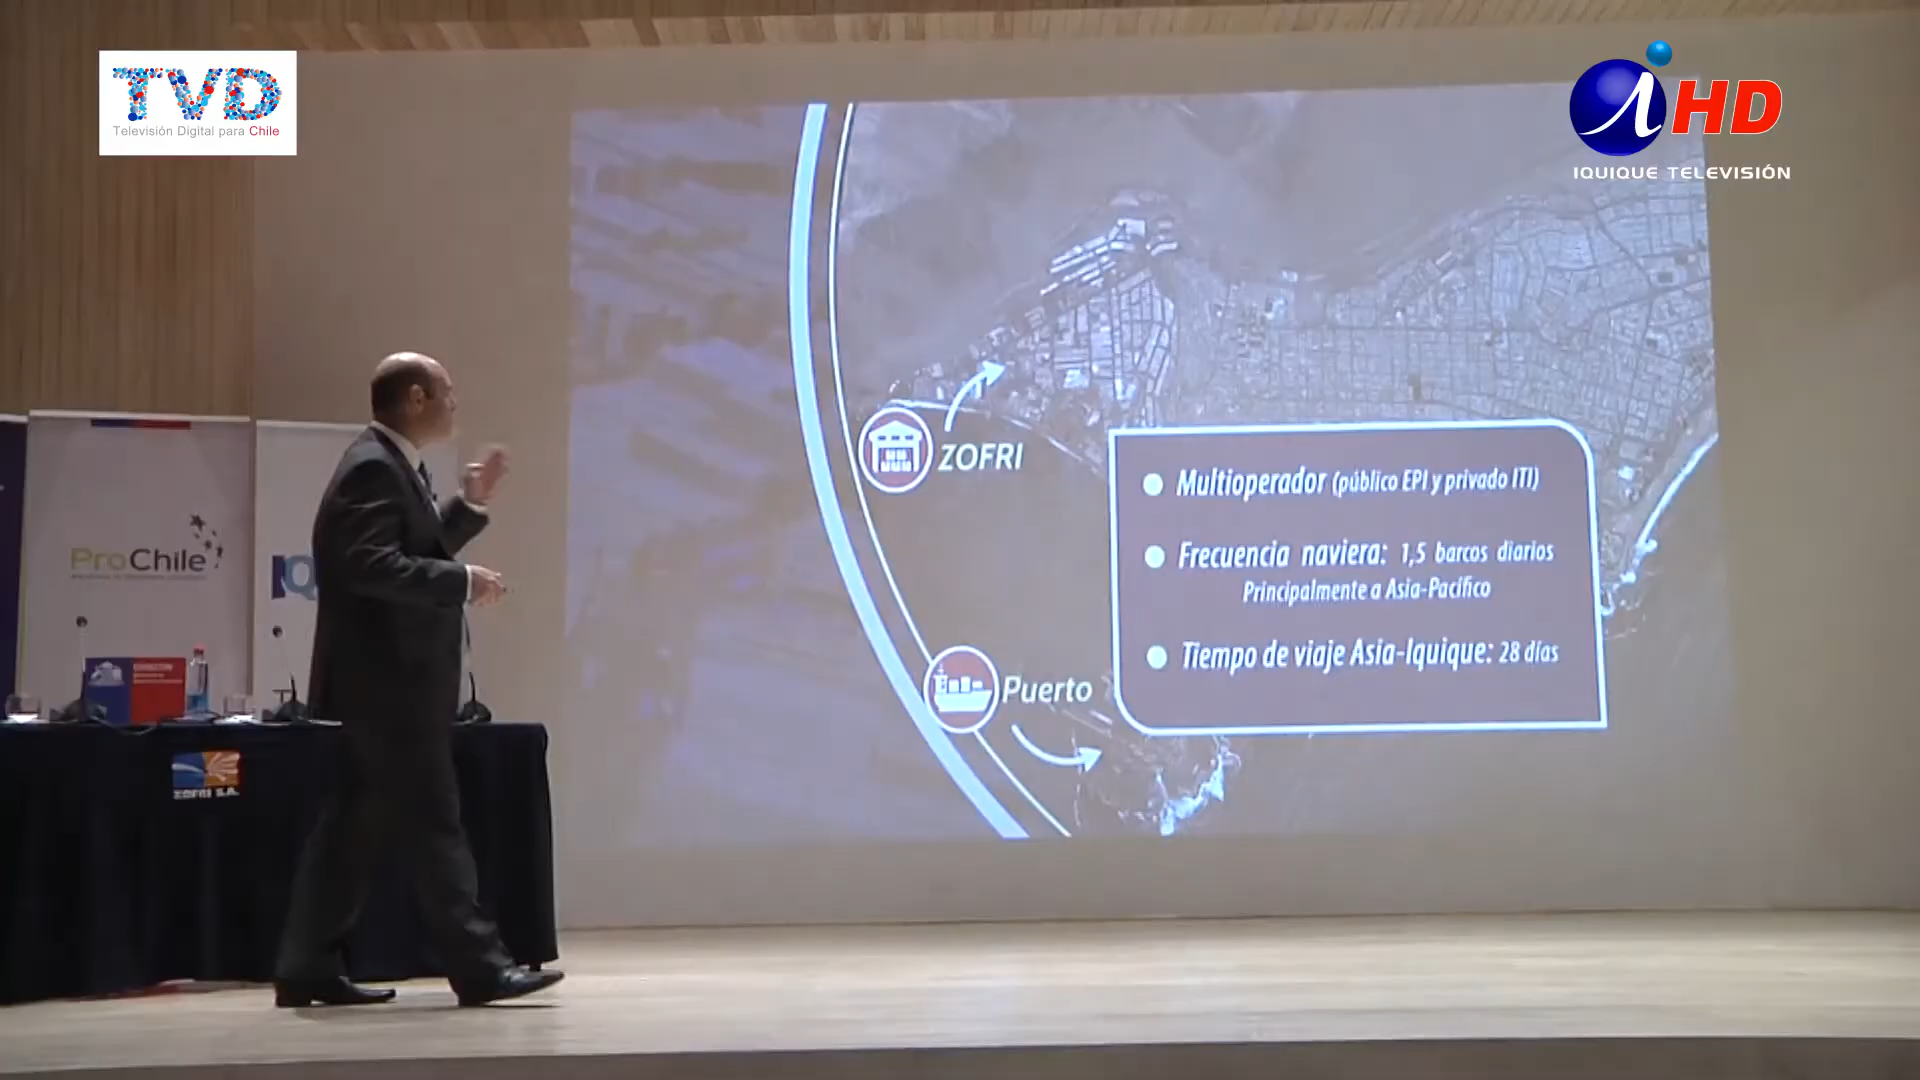 TVD
Televisión Digital para Chile
HD
IQUIQUE TELEVISIÓN
ZOFRI
Multioperador (público EPI y privado ITI)
Frecuencia naviera: 1,5 barcos diarios
Principalmente a Asia-Pacífico
Tiempo de viaje Asia-Iquique: 28 días
Puerto
ProChile
IQ
ZOFRI S.A.